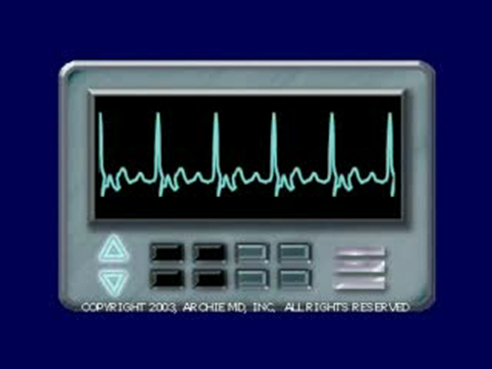 COPYRIGHT 2003, ARCHIE MD, INC, ALL RIGHTS RESERVED